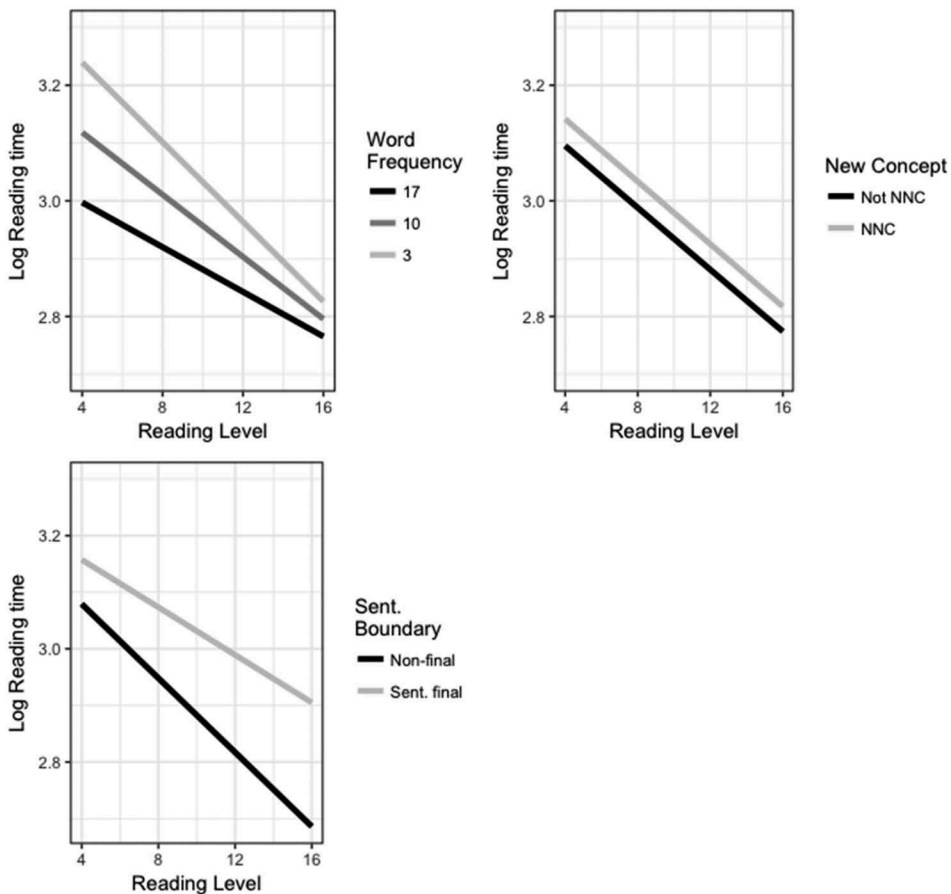 Log Reading time
3.2
3.0
2.8
4
8
12
16
Reading Level
Word
Frequency
17
10
3
Log Reading time
3.2
3.0
2.8
4
8
12
16
Reading Level
New Concept
Not NNC
NNC
Log Reading time
3.2
3.0
2.8
4
8
12
16
Reading Level
Sent.
Boundary
Non-final
Sent. final